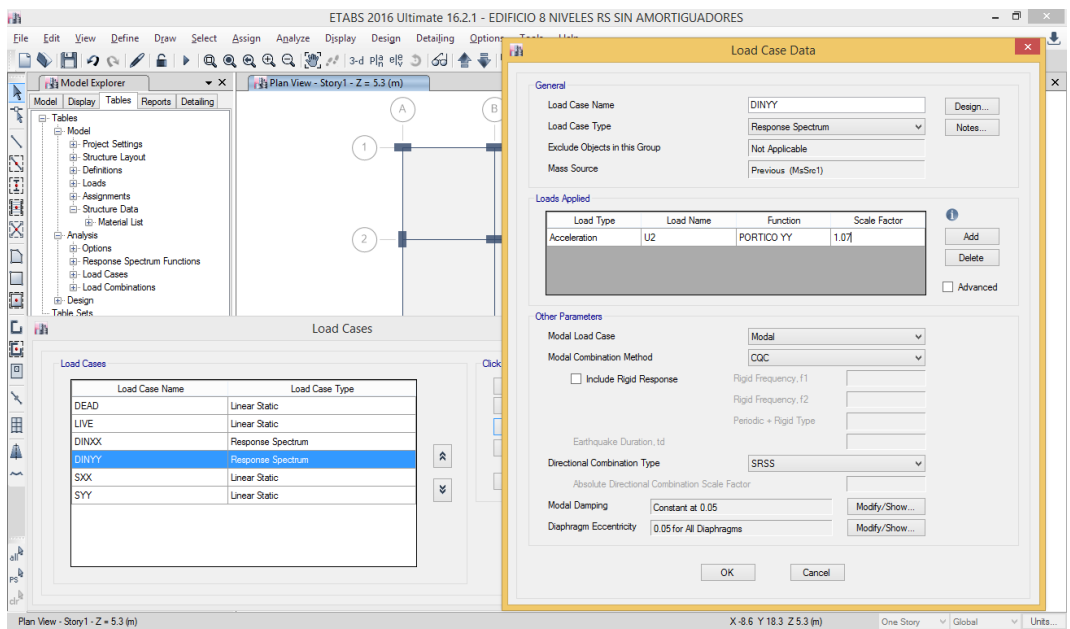 ETABS 2016 Ultimate 16.2.1 - EDIFICIO 8 NIVELES RS SIN AMORTIGUADORES
File Edit View Define Draw Select Assign Analyze Display Design Detailing Options
3-d
Model Explorer
Model Display Tables Reports Detailing
Tables
Model
Project Settings
Structure Layout
Definitions
Loads
Assignments
Structure Data
Material List
Analysis
Options
Response Spectrum Functions
Load Cases
Load Combinations
Design
Table Sets
Plan View - Story1 - Z = 5.3 (m)
A B
1
2
Load Cases
Load Cases
Click
Load Case Name Load Case Type
DEAD Linear Static
LIVE Linear Static
DINXX Response Spectrum
DINYY Response Spectrum
SXX Linear Static
SYY Linear Static
Load Case Data
General
Load Case Name DINYY Design...
Load Case Type Response Spectrum Notes...
Exclude Objects in this Group Not Applicable
Mass Source Previous (MsSrc1)
Loads Applied
Load Type Load Name Function Scale Factor
Acceleration U2 PORTICO YY 1.07
Add
Delete
Advanced
Other Parameters
Modal Load Case Modal
Modal Combination Method CQC
Include Rigid Response Rigid Frequency, f1
Rigid Frequency, f2
Periodic + Rigid Type
Earthquake Duration, td
Directional Combination Type SRSS
Absolute Directional Combination Scale Factor
Modal Damping Constant at 0.05 Modify/Show...
Diaphragm Eccentricity 0.05 for All Diaphragms Modify/Show...
OK Cancel
all
ps
clr
Plan View - Story1 - Z = 5.3 (m) X -8.6 Y 18.3 Z 5.3 (m) One Story Global Units...